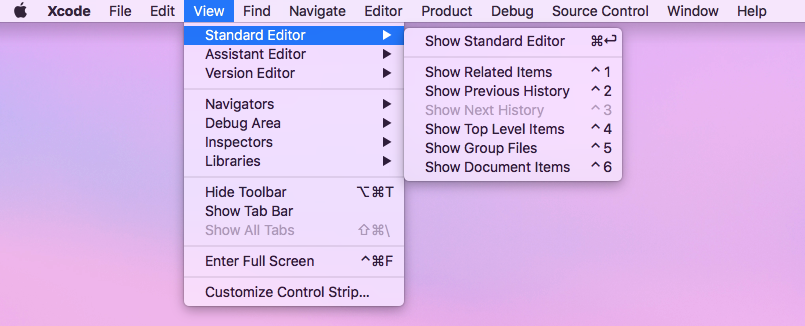 Xcode File Edit View Find Navigate Editor Product Debug Source Control Window Help
Standard Editor ▶
Assistant Editor ▶
Version Editor ▶
Navigators ▶
Debug Area ▶
Inspectors ▶
Libraries ▶
Hide Toolbar ⌥⌘T
Show Tab Bar
Show All Tabs ⇧⌘\
Enter Full Screen ^⌘F
Customize Control Strip...
Show Standard Editor ⌘↩
Show Related Items ^1
Show Previous History ^2
Show Next History ^3
Show Top Level Items ^4
Show Group Files ^5
Show Document Items ^6